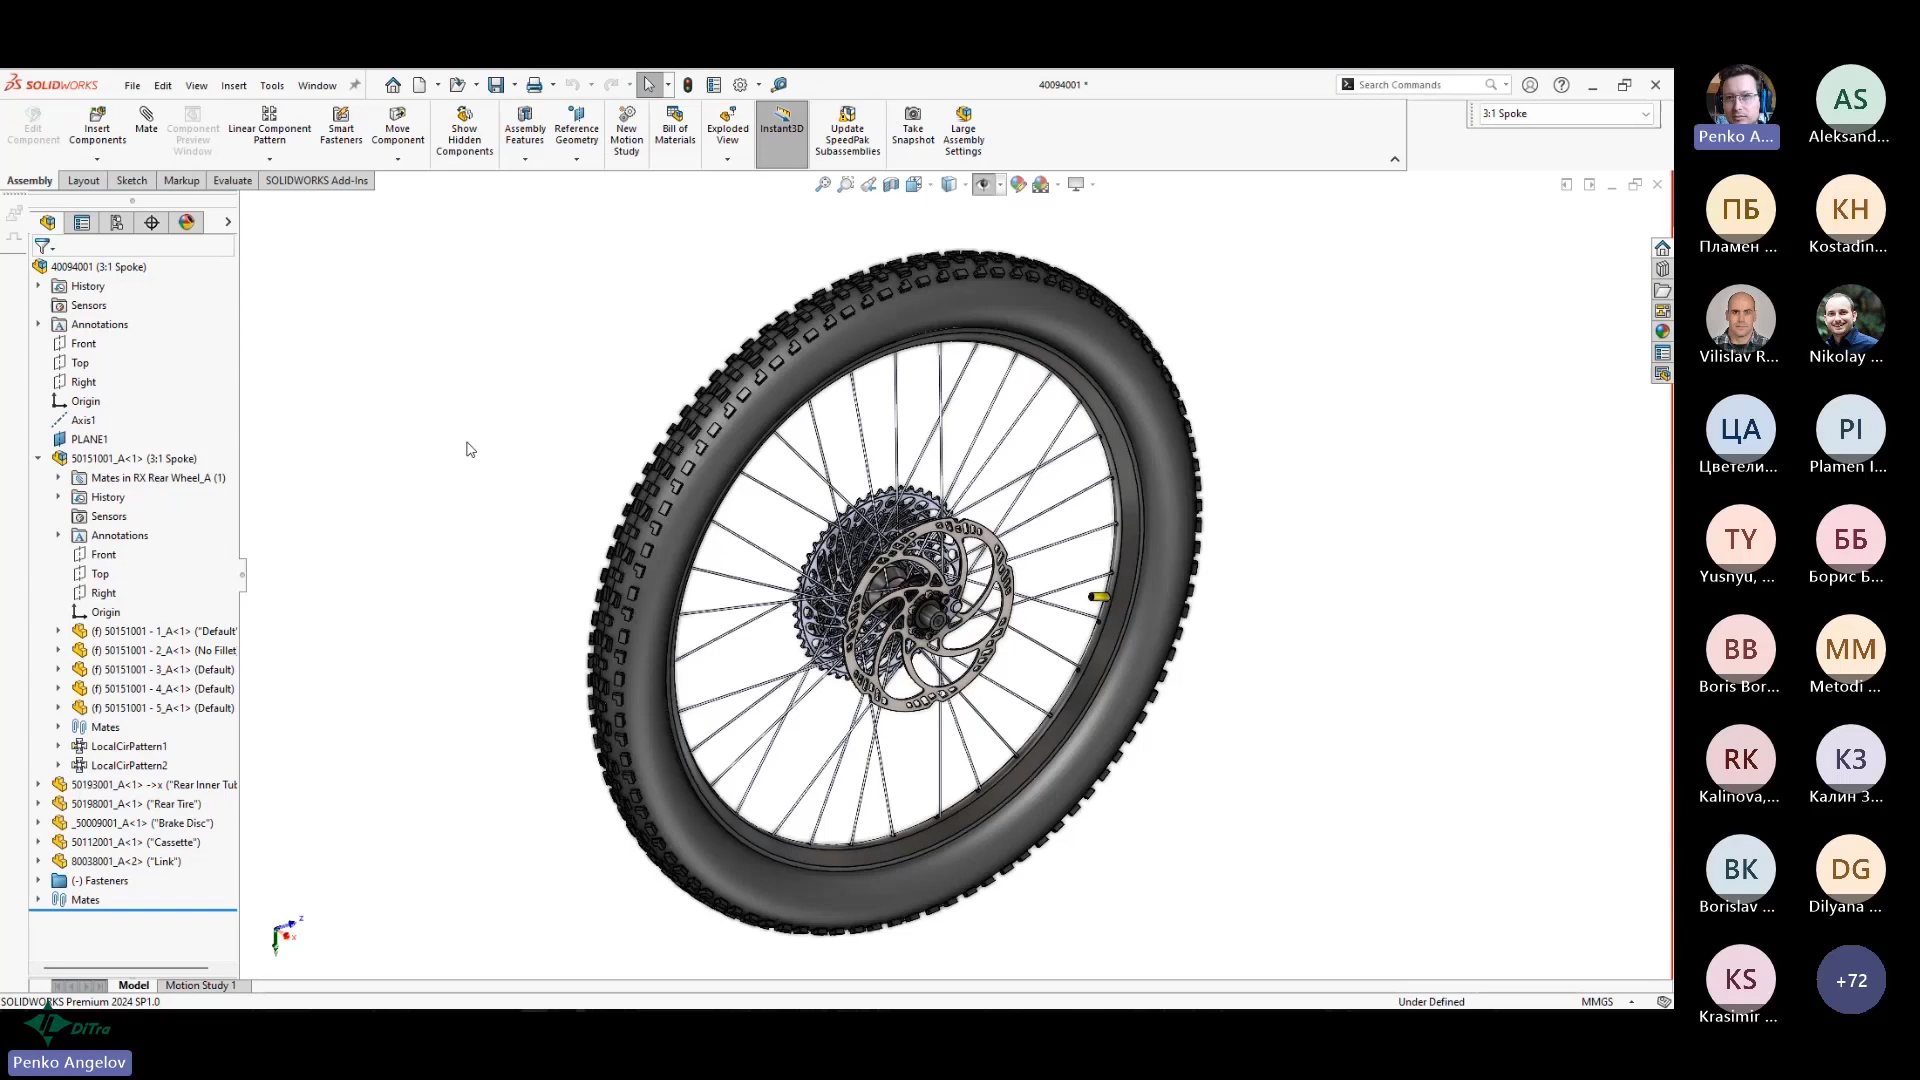 SOLIDWORKS
File Edit View Insert Tools Window
40094001 *
Search Commands
Edit Component
Insert Components
Mate
Component Preview Window
Linear Component Pattern
Smart Fasteners
Move Component
Show Hidden Components
Assembly Features
Reference Geometry
New Motion Study
Bill of Materials
Exploded View
Instant3D
Update SpeedPak Subassemblies
Take Snapshot
Large Assembly Settings
3:1 Spoke
Assembly Layout Sketch Markup Evaluate SOLIDWORKS Add-Ins
40094001 (3:1 Spoke)
History
Sensors
Annotations
Front
Top
Right
Origin
Axis1
PLANE1
50151001_A<1> (3:1 Spoke)
Mates in RX Rear Wheel_A (1)
History
Sensors
Annotations
Front
Top
Right
Origin
(f) 50151001 - 1_A<1> ("Default"
(f) 50151001 - 2_A<1> (No Fillet
(f) 50151001 - 3_A<1> (Default)
(f) 50151001 - 4_A<1> (Default)
(f) 50151001 - 5_A<1> (Default)
Mates
LocalCirPattern1
LocalCirPattern2
50193001_A<1> ->x ("Rear Inner Tub
50198001_A<1> ("Rear Tire")
_50009001_A<1> ("Brake Disc")
50112001_A<1> ("Cassette")
80038001_A<2> ("Link")
(-) Fasteners
Mates
z
x
Model Motion Study 1
SOLIDWORKS Premium 2024 SP1.0
Under Defined
MMGS
DiTra
Penko Angelov
Penko A...
AS
Aleksand...
ПБ
Пламен ...
KH
Kostadin...
Vilislav R...
Nikolay ...
ЦА
Цветели...
PI
Plamen I...
TY
Yusnyu, ...
ББ
Борис Б...
BB
Boris Bor...
MM
Metodi ...
RK
Kalinova,...
КЗ
Калин З...
BK
Borislav ...
DG
Dilyana ...
KS
Krasimir ...
+72